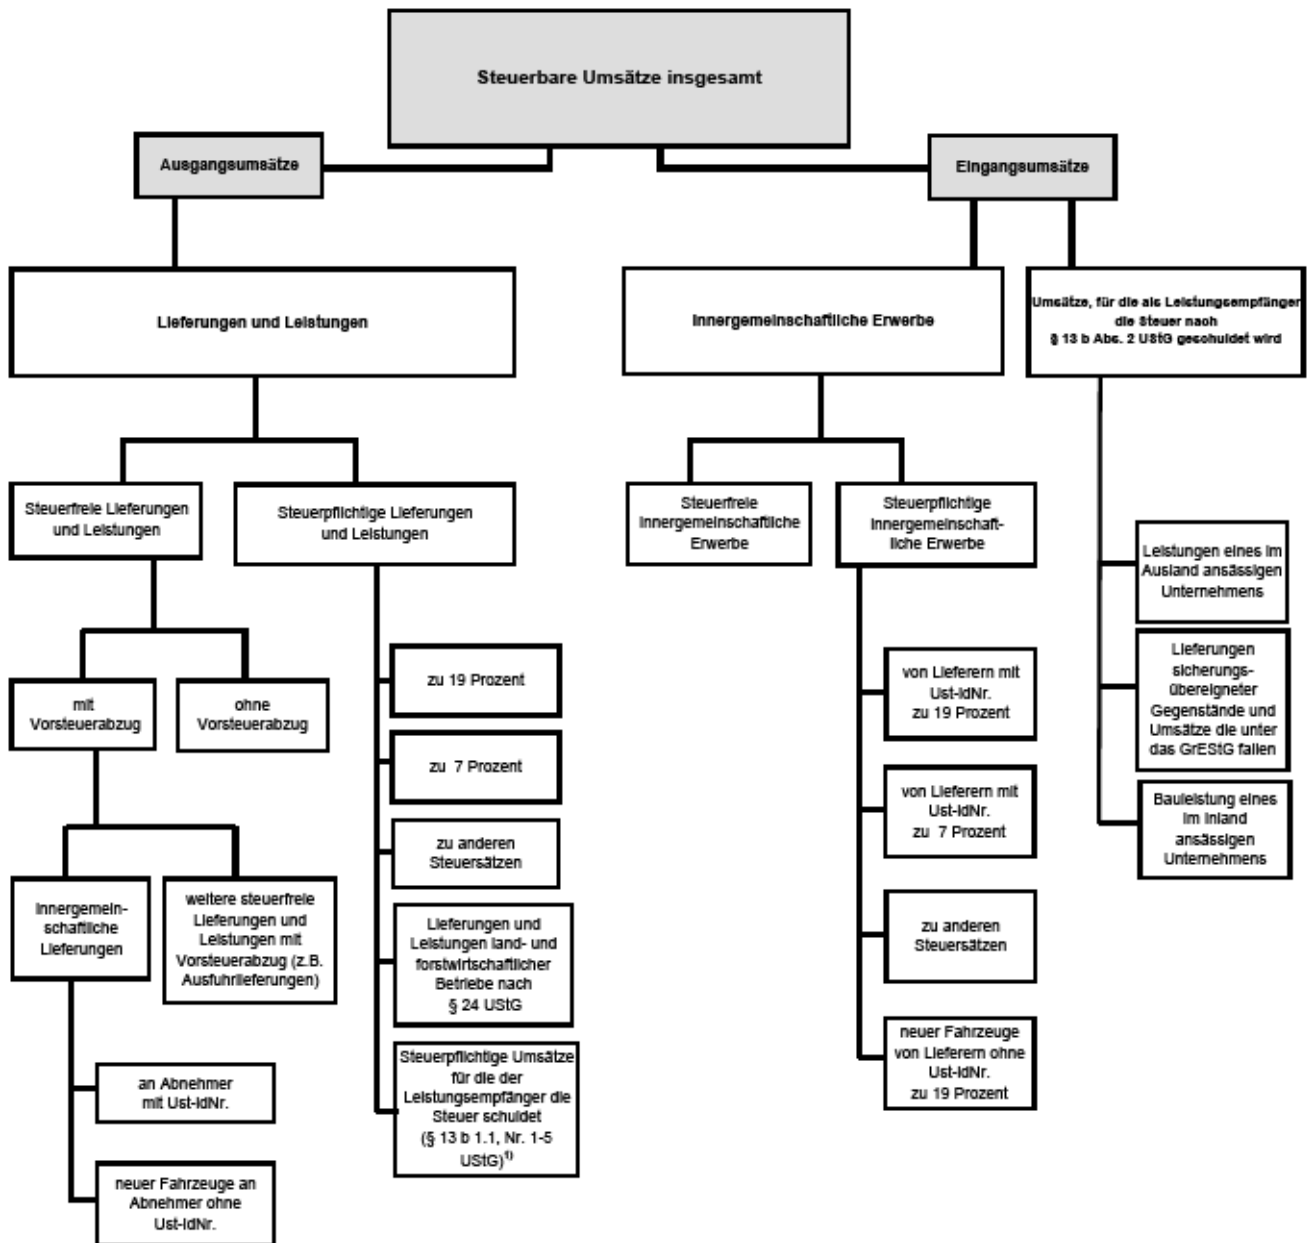 Steuerbare Umsätze insgesamt
Ausgangsumsätze
Eingangsumsätze
Lieferungen und Leistungen
Innergemeinschaftliche Erwerbe
Umsätze, für die als Leistungsempfänger
die Steuer nach
§ 13 b Abs. 2 UStG geschuldet wird
Steuerfreie Lieferungen
und Leistungen
Steuerpflichtige Lieferungen
und Leistungen
Steuerfreie
Innergemeinschaftliche
Erwerbe
Steuerpflichtige
Innergemeinschaft-
liche Erwerbe
mit
Vorsteuerabzug
ohne
Vorsteuerabzug
Innergemein-
schaftliche
Lieferungen
weitere steuerfreie
Lieferungen und
Leistungen mit
Vorsteuerabzug (z.B.
Ausfuhrlieferungen)
an Abnehmer
mit Ust-IdNr.
neuer Fahrzeuge an
Abnehmer ohne
Ust-IdNr.
zu 19 Prozent
zu 7 Prozent
zu anderen
Steuersätzen
Lieferungen und
Leistungen land- und
forstwirtschaftlicher
Betriebe nach
§ 24 UStG
Steuerpflichtige Umsätze
für die der
Leistungsempfänger die
Steuer schuldet
(§ 13 b 1.1, Nr. 1-5
UStG)¹⁾
von Lieferern mit
Ust-IdNr.
zu 19 Prozent
von Lieferern mit
Ust-IdNr.
zu 7 Prozent
zu anderen
Steuersätzen
neuer Fahrzeuge
von Lieferern ohne
Ust-IdNr.
zu 19 Prozent
Leistungen eines im
Ausland ansässigen
Unternehmens
Lieferungen
sicherungs-
übereigneter
Gegenstände und
Umsätze die unter
das GrEStG fallen
Bauleistung eines
im Inland
ansässigen
Unternehmens